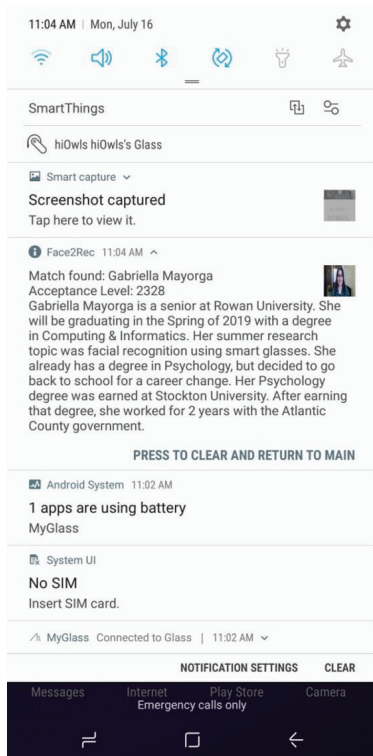 11:04 AM | Mon, July 16
SmartThings
hiOwls hiOwls's Glass
Smart capture
Screenshot captured
Tap here to view it.
Face2Rec 11:04 AM
Match found: Gabriella Mayorga
Acceptance Level: 2328
Gabriella Mayorga is a senior at Rowan University. She
will be graduating in the Spring of 2019 with a degree
in Computing & Informatics. Her summer research
topic was facial recognition using smart glasses. She
already has a degree in Psychology, but decided to go
back to school for a career change. Her Psychology
degree was earned at Stockton University. After earning
that degree, she worked for 2 years with the Atlantic
County government.
PRESS TO CLEAR AND RETURN TO MAIN
Android System 11:02 AM
1 apps are using battery
MyGlass
System UI
No SIM
Insert SIM card.
MyGlass Connected to Glass | 11:02 AM
NOTIFICATION SETTINGS CLEAR
Messages Internet Play Store Camera
Emergency calls only